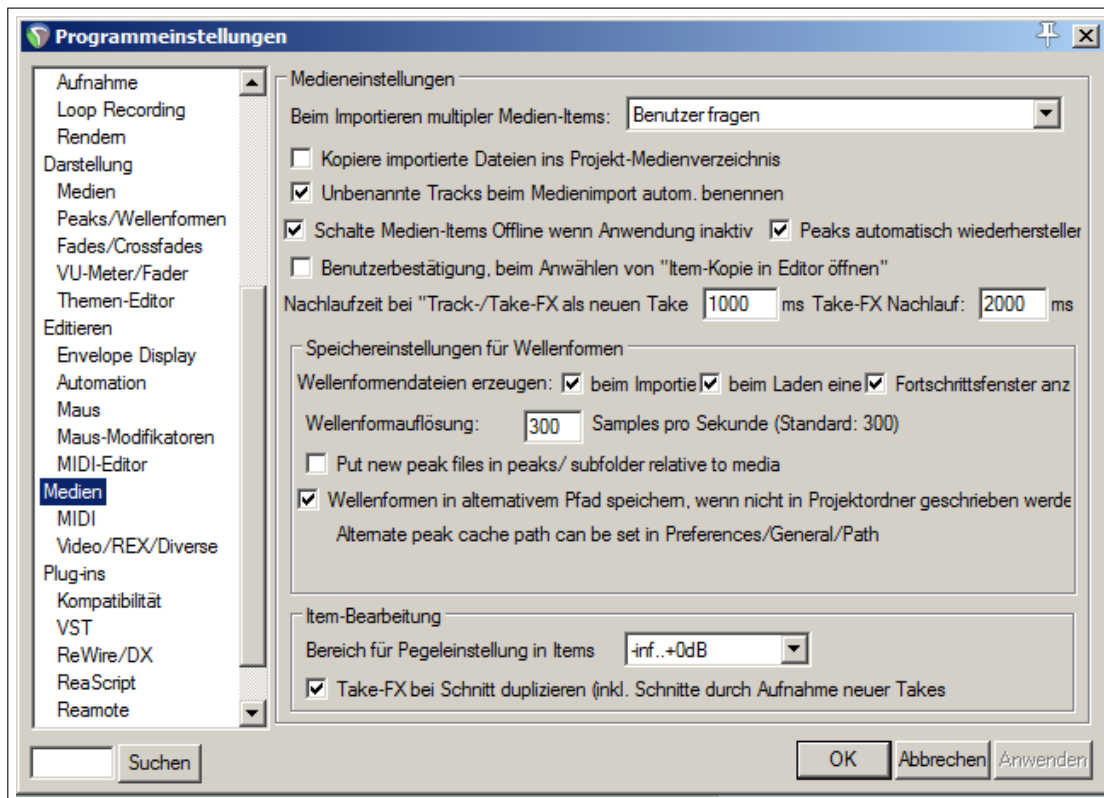 Programmeinstellungen
Aufnahme
Loop Recording
Rendern
Darstellung
Medien
Peaks/Wellenformen
Fades/Crossfades
VU-Meter/Fader
Themen-Editor
Editieren
Envelope Display
Automation
Maus
Maus-Modifikatoren
MIDI-Editor
Medien
MIDI
Video/REX/Diverse
Plug-ins
Kompatibilität
VST
ReWire/DX
ReaScript
Reamote
Suchen
Medieneinstellungen
Beim Importieren multipler Medien-Items: Benutzer fragen
Kopiere importierte Dateien ins Projekt-Medienverzeichnis
Unbenannte Tracks beim Medienimport autom. benennen
Schalte Medien-Items Offline wenn Anwendung inaktiv Peaks automatisch wiederhersteller
Benutzerbestätigung, beim Anwählen von "Item-Kopie in Editor öffnen"
Nachlaufzeit bei "Track-/Take-FX als neuen Take 1000 ms Take-FX Nachlauf: 2000 ms
Speichereinstellungen für Wellenformen
Wellenformendateien erzeugen: beim Importie beim Laden eine Fortschrittsfenster anz
Wellenformauflösung: 300 Samples pro Sekunde (Standard: 300)
Put new peak files in peaks/ subfolder relative to media
Wellenformen in alternativem Pfad speichern, wenn nicht in Projektordner geschrieben werde
Alternate peak cache path can be set in Preferences/General/Path
Item-Bearbeitung
Bereich für Pegeleinstellung in Items -inf..+0dB
Take-FX bei Schnitt duplizieren (inkl. Schnitte durch Aufnahme neuer Takes
OK Abbrechen Anwenden